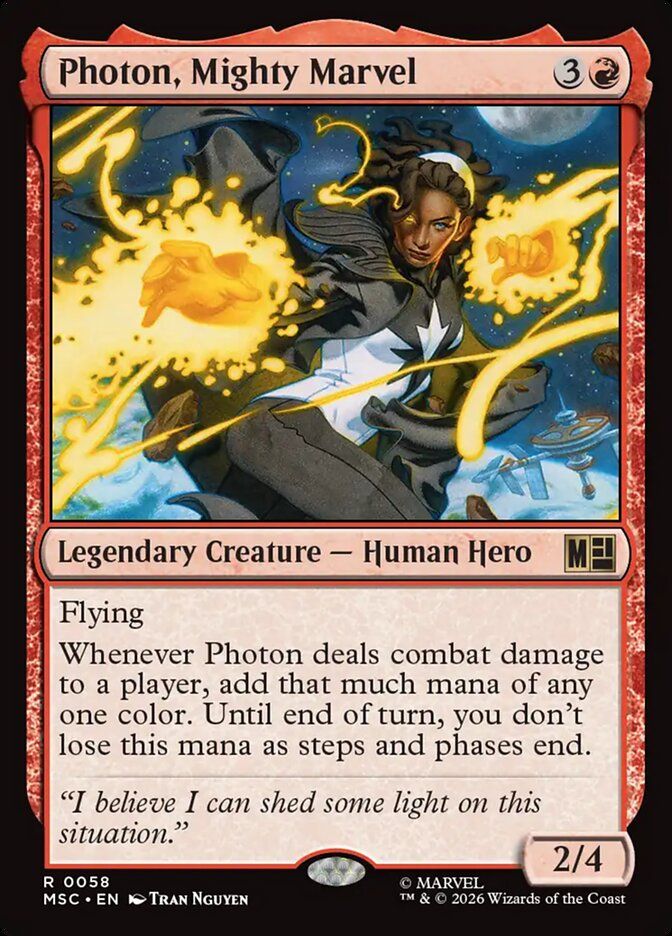 Photon, Mighty Marvel 3
Legendary Creature — Human Hero
Flying
Whenever Photon deals combat damage
to a player, add that much mana of any
one color. Until end of turn, you don't
lose this mana as steps and phases end.
"I believe I can shed some light on this
situation."
2/4
R 0058
MSC • EN Tran Nguyen
© MARVEL
™ & © 2026 Wizards of the Coast